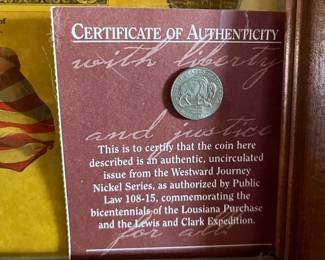 CERTIFICATE OF AUTHENTICITY
with liberty
and justice
This is to certify that the coin here
described is an authentic, uncirculated
issue from the Westward Journey
Nickel Series, as authorized by Public
Law 108-15, commemorating the
bicentennials of the Lousiana Purchase
and the Lewis and Clark Expedition.
for all.